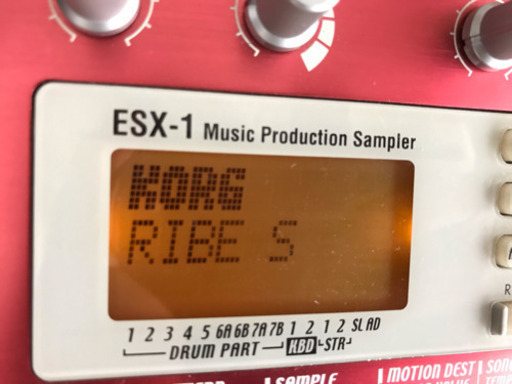 ESX-1 Music Production Sampler
KORG
RIBE S
1 2 3 4 5 6A 6B 7A 7B 1 2 1 2 SL AD
DRUM PART KBD STR
SAMPLE
MOTION DEST